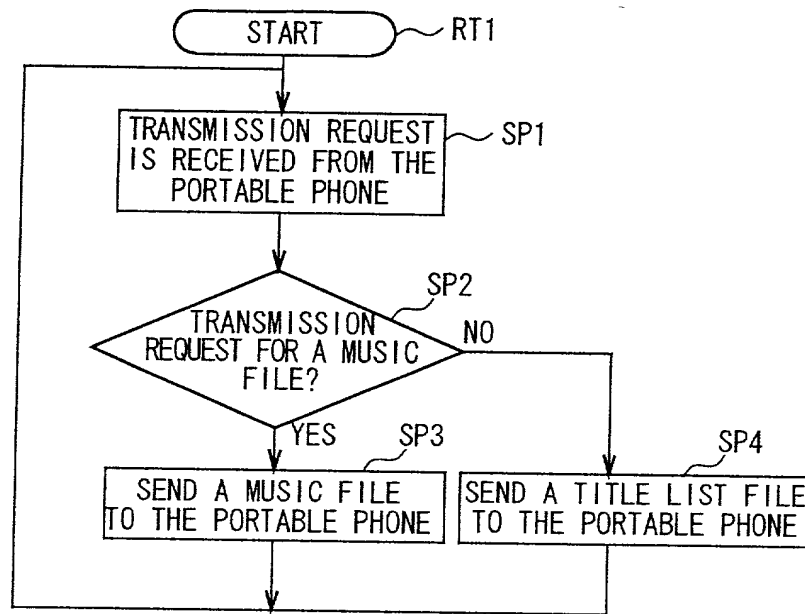 START
RT1
TRANSMISSION REQUEST
IS RECEIVED FROM THE
PORTABLE PHONE
SP1
TRANSMISSION
REQUEST FOR A MUSIC
FILE?
SP2
NO
YES
SEND A MUSIC FILE
TO THE PORTABLE PHONE
SP3
SEND A TITLE LIST FILE
TO THE PORTABLE PHONE
SP4